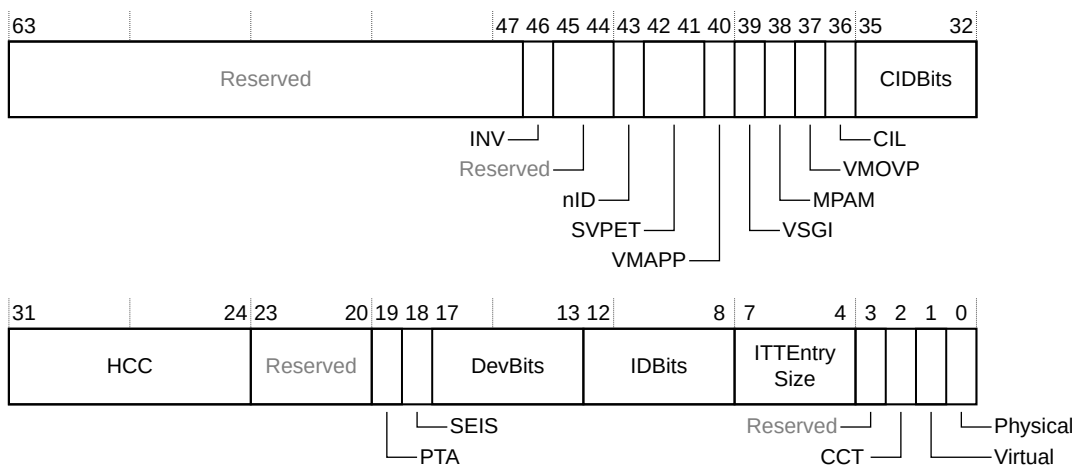 63 47 46 45 44 43 42 41 40 39 38 37 36 35 32
Reserved CIDBits
INV CIL
Reserved VMOVP
nID MPAM
SVPET VSGI
VMAPP
31 24 23 20 19 18 17 13 12 8 7 4 3 2 1 0
HCC Reserved DevBits IDBits ITTEntry
Size
SEIS Reserved Physical
PTA CCT Virtual